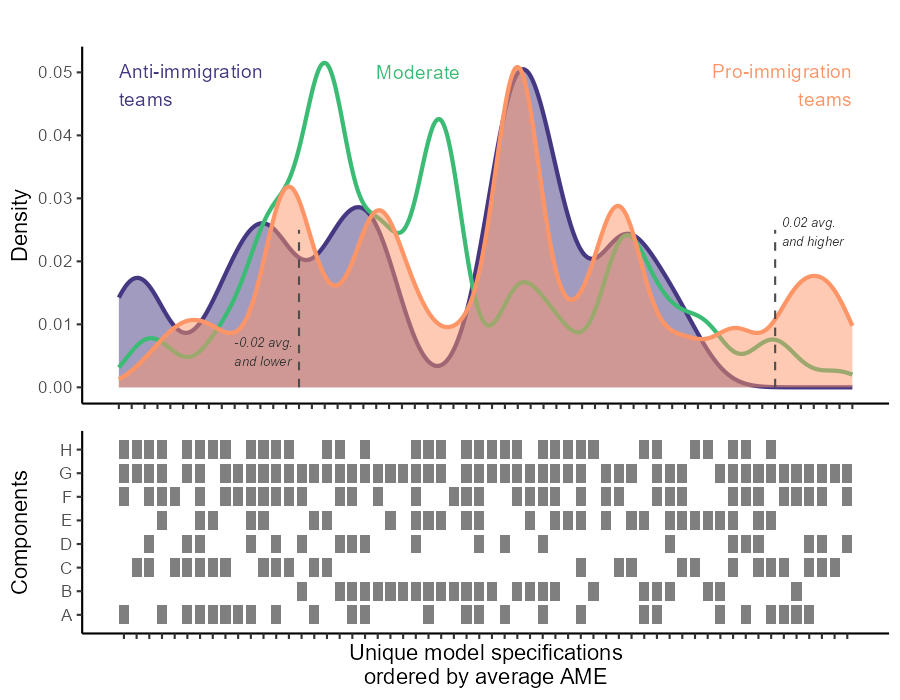 Anti-immigration
teams
Moderate
Pro-immigration
teams
0.05
0.04
0.03
0.02
0.01
0.00
Density
0.02 avg.
and higher
-0.02 avg.
and lower
H
G
F
E
D
C
B
A
Components
Unique model specifications
ordered by average AME